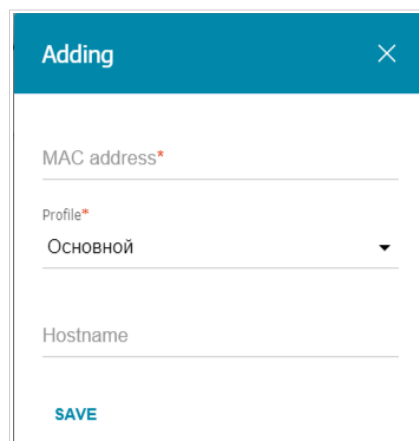 Adding
MAC address*
Profile*
Основной
Hostname
SAVE